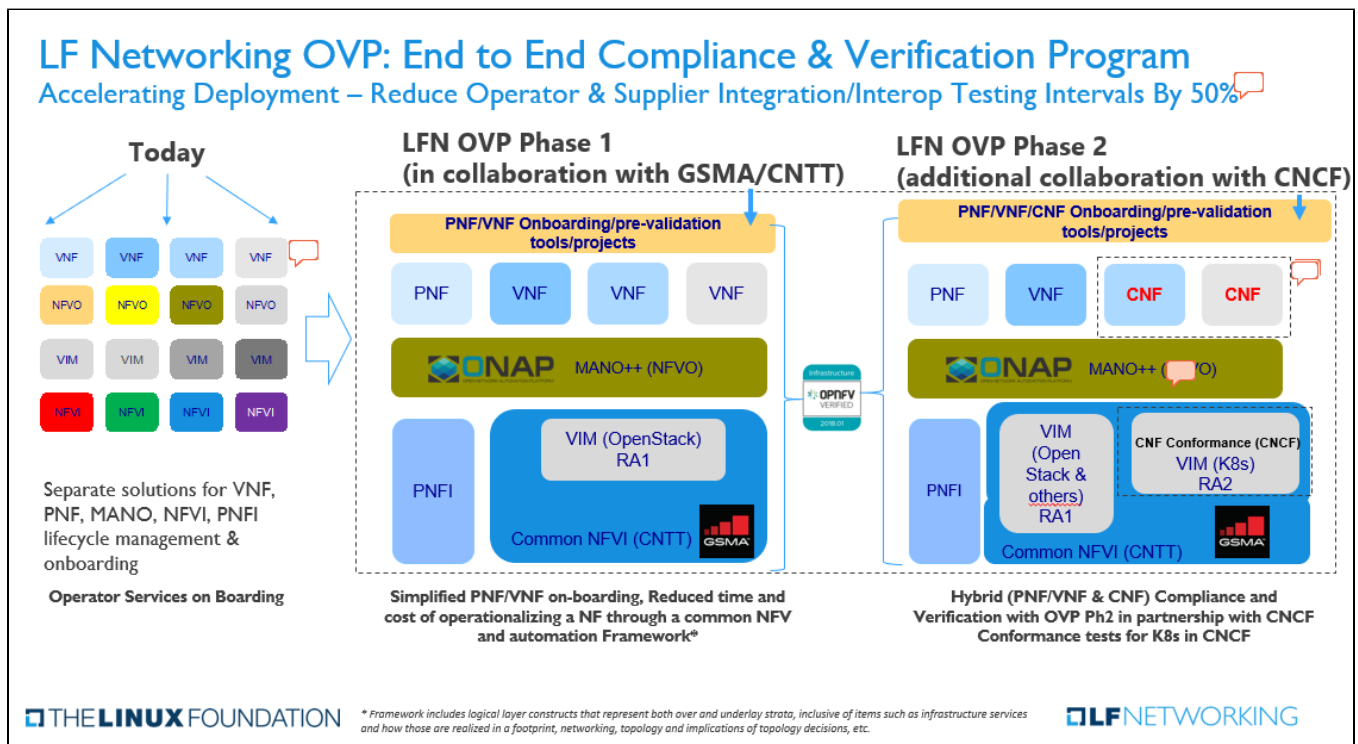 LF Networking OVP: End to End Compliance & Verification Program
Accelerating Deployment – Reduce Operator & Supplier Integration/Interop Testing Intervals By 50%
Today
VNF VNF VNF VNF
NFVO NFVO NFVO NFVO
VIM VIM VIM VIM
NFVI NFVI NFVI NFVI
Separate solutions for VNF,
PNF, MANO, NFVI, PNFI
lifecycle management &
onboarding
Operator Services on Boarding
LFN OVP Phase 1
(in collaboration with GSMA/CNTT)
PNF/VNF Onboarding/pre-validation
tools/projects
PNF VNF VNF VNF
ONAP
OPEN NETWORK AUTOMATION PLATFORM
MANO++ (NFVO)
PNFI
VIM (OpenStack)
RA1
Common NFVI (CNTT)
GSMA
Simplified PNF/VNF on-boarding, Reduced time and
cost of operationalizing a NF through a common NFV
and automation Framework*
Infrastructure
OPNFV
VERIFIED
2018.01
LFN OVP Phase 2
(additional collaboration with CNCF)
PNF/VNF/CNF Onboarding/pre-validation
tools/projects
PNF VNF CNF CNF
ONAP
OPEN NETWORK AUTOMATION PLATFORM
MANO++
PNFI
VIM
(Open
Stack &
others)
RA1
CNF Conformance (CNCF)
VIM (K8s)
RA2
Common NFVI (CNTT)
GSMA
Hybrid (PNF/VNF & CNF) Compliance and
Verification with OVP Ph2 in partnership with CNCF
Conformance tests for K8s in CNCF
THE LINUX FOUNDATION
* Framework includes logical layer constructs that represent both over and underlay strata, inclusive of items such as infrastructure services
and how those are realized in a footprint, networking, topology and implications of topology decisions, etc.
LF NETWORKING